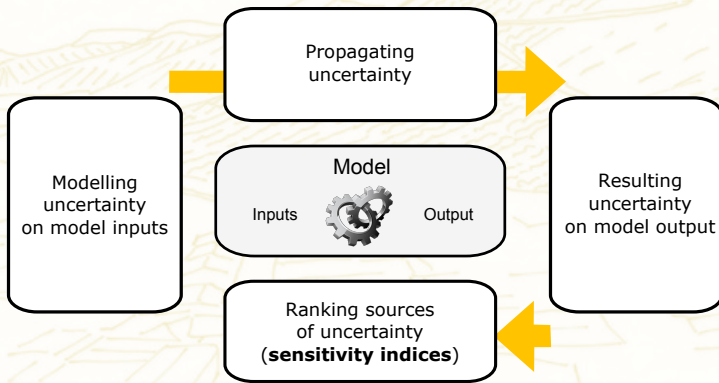 Propagating
uncertainty
Modelling
uncertainty
on model inputs
Model
Inputs Output
Resulting
uncertainty
on model output
Ranking sources
of uncertainty
(sensitivity indices)